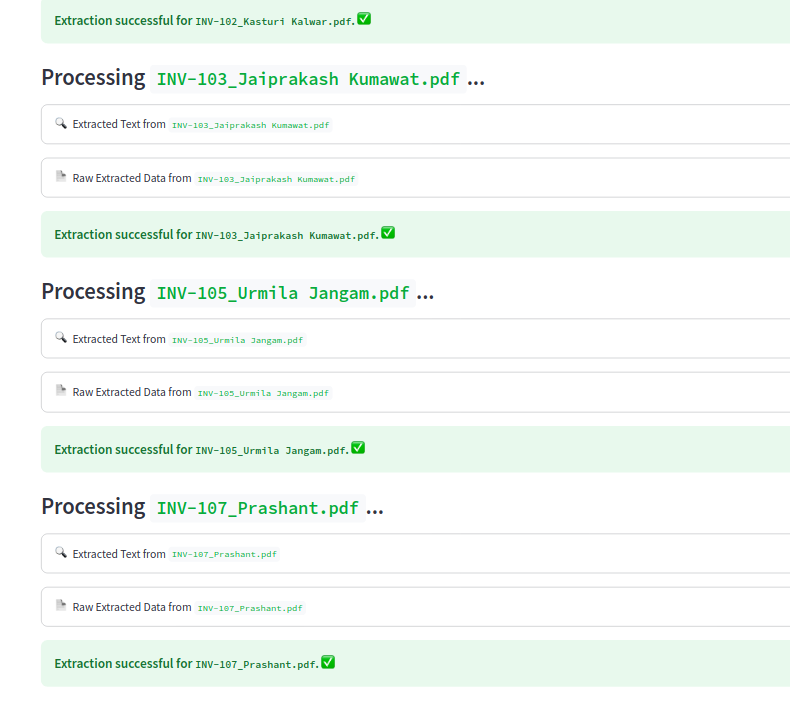 Extraction successful for INV-102_Kasturi Kalwar.pdf. ✅
Processing INV-103_Jaiprakash Kumawat.pdf ...
🔍 Extracted Text from INV-103_Jaiprakash Kumawat.pdf
📄 Raw Extracted Data from INV-103_Jaiprakash Kumawat.pdf
Extraction successful for INV-103_Jaiprakash Kumawat.pdf. ✅
Processing INV-105_Urmila Jangam.pdf ...
🔍 Extracted Text from INV-105_Urmila Jangam.pdf
📄 Raw Extracted Data from INV-105_Urmila Jangam.pdf
Extraction successful for INV-105_Urmila Jangam.pdf. ✅
Processing INV-107_Prashant.pdf ...
🔍 Extracted Text from INV-107_Prashant.pdf
📄 Raw Extracted Data from INV-107_Prashant.pdf
Extraction successful for INV-107_Prashant.pdf. ✅